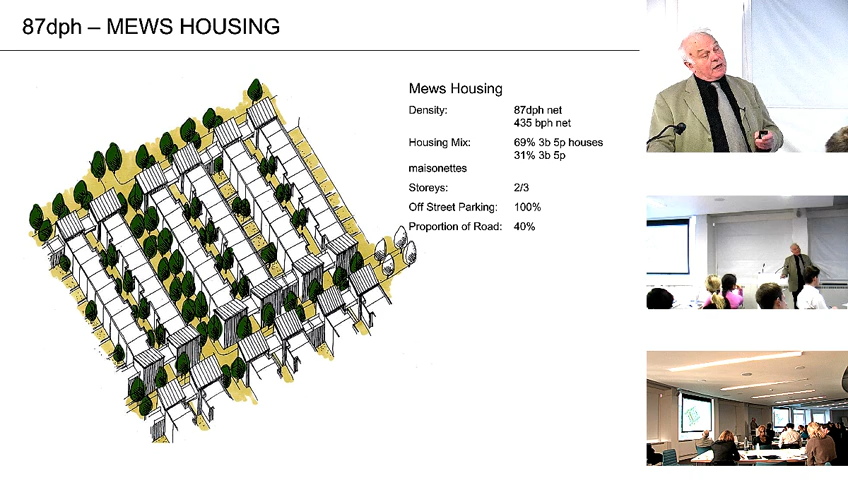 87dph – MEWS HOUSING
Mews Housing
Density: 87dph net
435 bph net
Housing Mix: 69% 3b 5p houses
31% 3b 5p
maisonettes
Storeys: 2/3
Off Street Parking: 100%
Proportion of Road: 40%